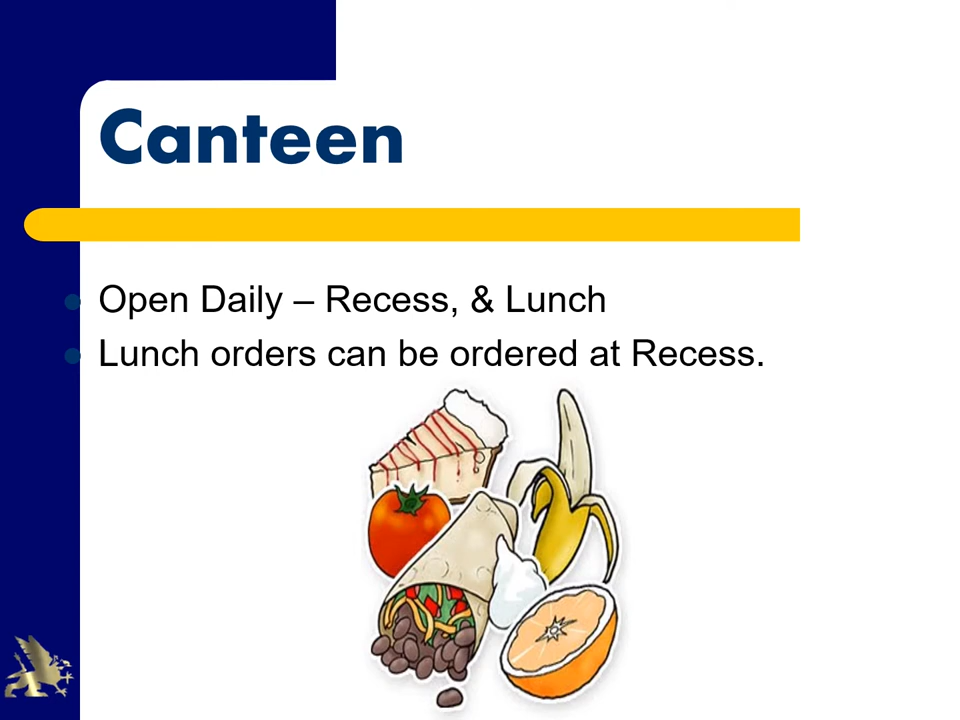 Canteen
Open Daily – Recess, & Lunch
Lunch orders can be ordered at Recess.